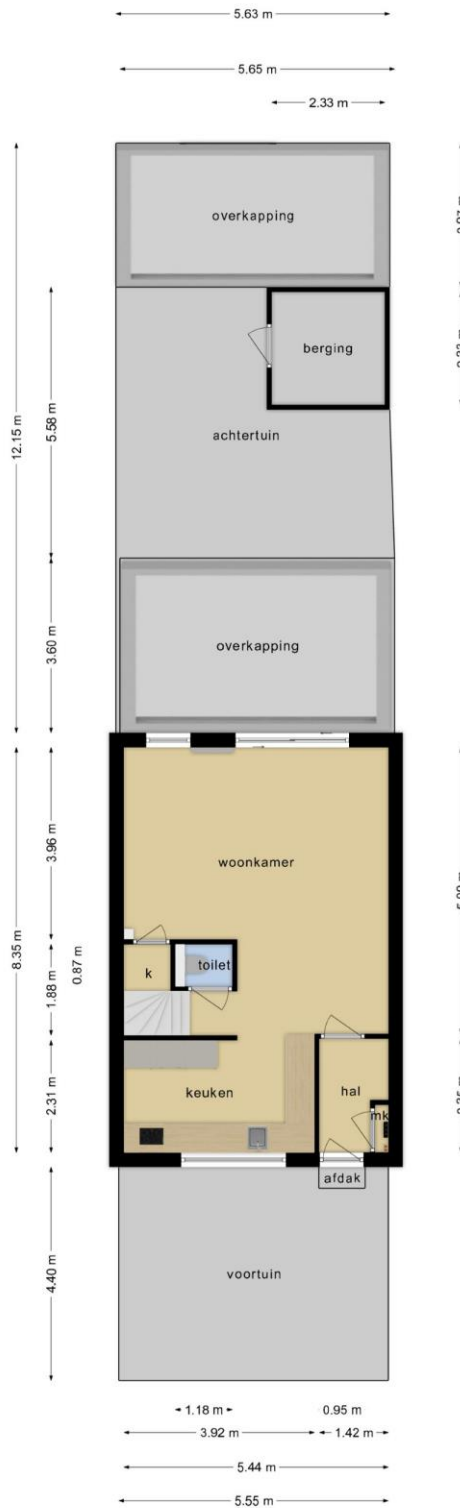 5.63 m
5.65 m
2.33 m
overkapping
berging
achtertuin
12.15 m
5.58 m
3.60 m
overkapping
woonkamer
k
toilet
keuken
hal
mk
afdak
voortuin
8.35 m
3.96 m
1.88 m
0.87 m
2.31 m
4.40 m
1.18 m
0.95 m
3.92 m
1.42 m
5.44 m
5.55 m